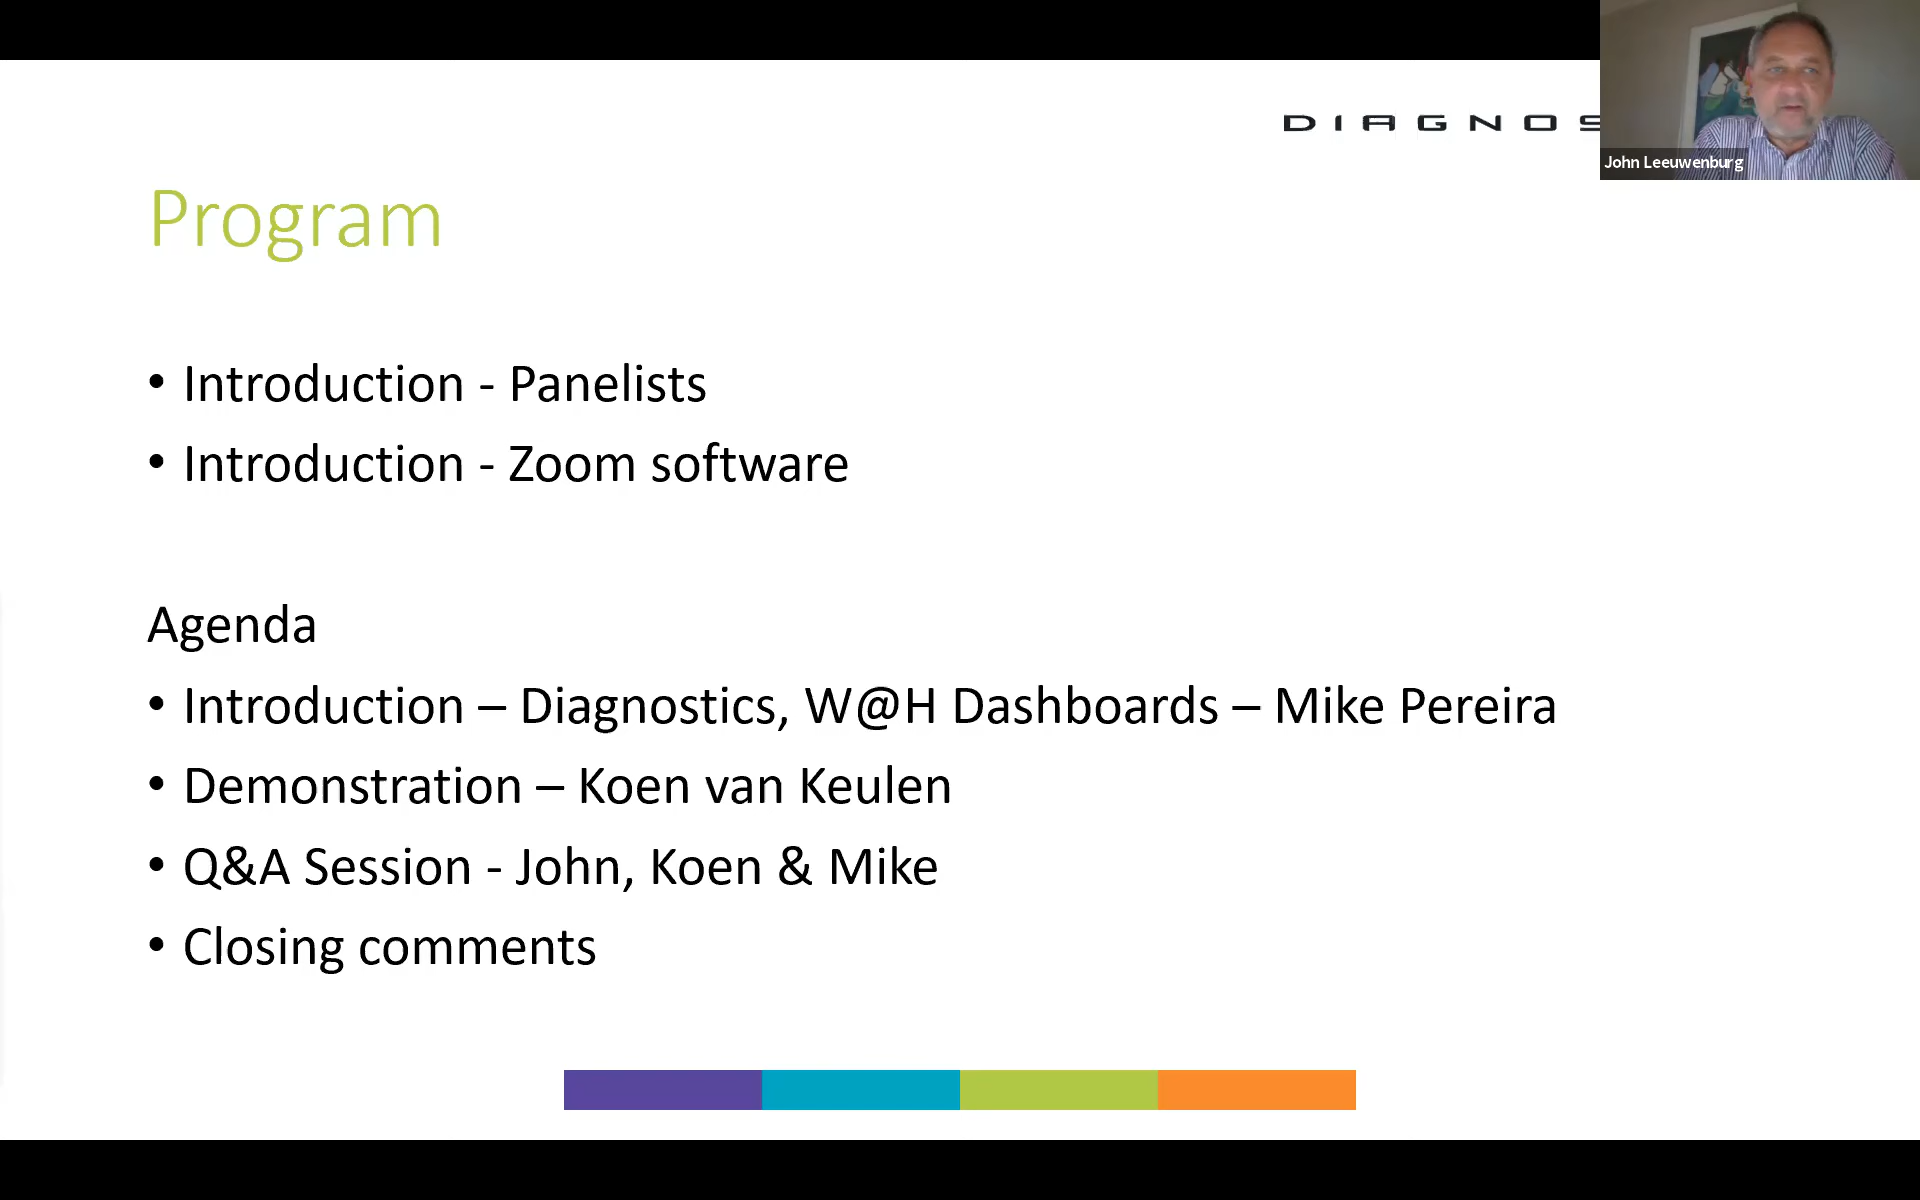 DIAGNOS
John Leeuwenburg
Program
• Introduction - Panelists
• Introduction - Zoom software
Agenda
• Introduction – Diagnostics, W@H Dashboards – Mike Pereira
• Demonstration – Koen van Keulen
• Q&A Session - John, Koen & Mike
• Closing comments